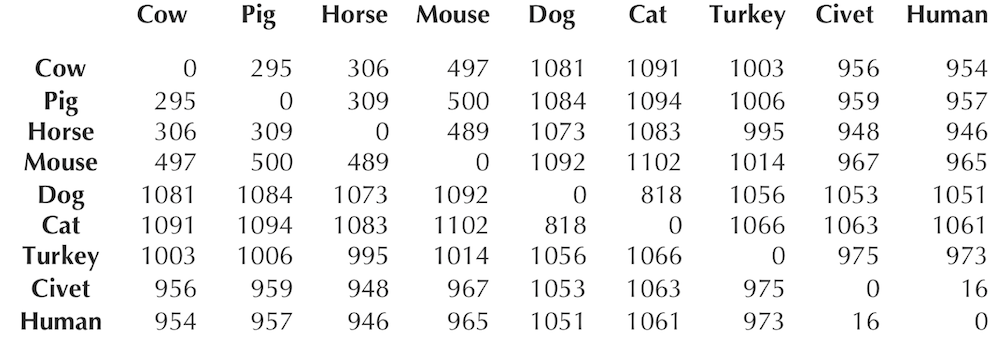 Cow Pig Horse Mouse Dog Cat Turkey Civet Human
Cow 0 295 306 497 1081 1091 1003 956 954
Pig 295 0 309 500 1084 1094 1006 959 957
Horse 306 309 0 489 1073 1083 995 948 946
Mouse 497 500 489 0 1092 1102 1014 967 965
Dog 1081 1084 1073 1092 0 818 1056 1053 1051
Cat 1091 1094 1083 1102 818 0 1066 1063 1061
Turkey 1003 1006 995 1014 1056 1066 0 975 973
Civet 956 959 948 967 1053 1063 975 0 16
Human 954 957 946 965 1051 1061 973 16 0